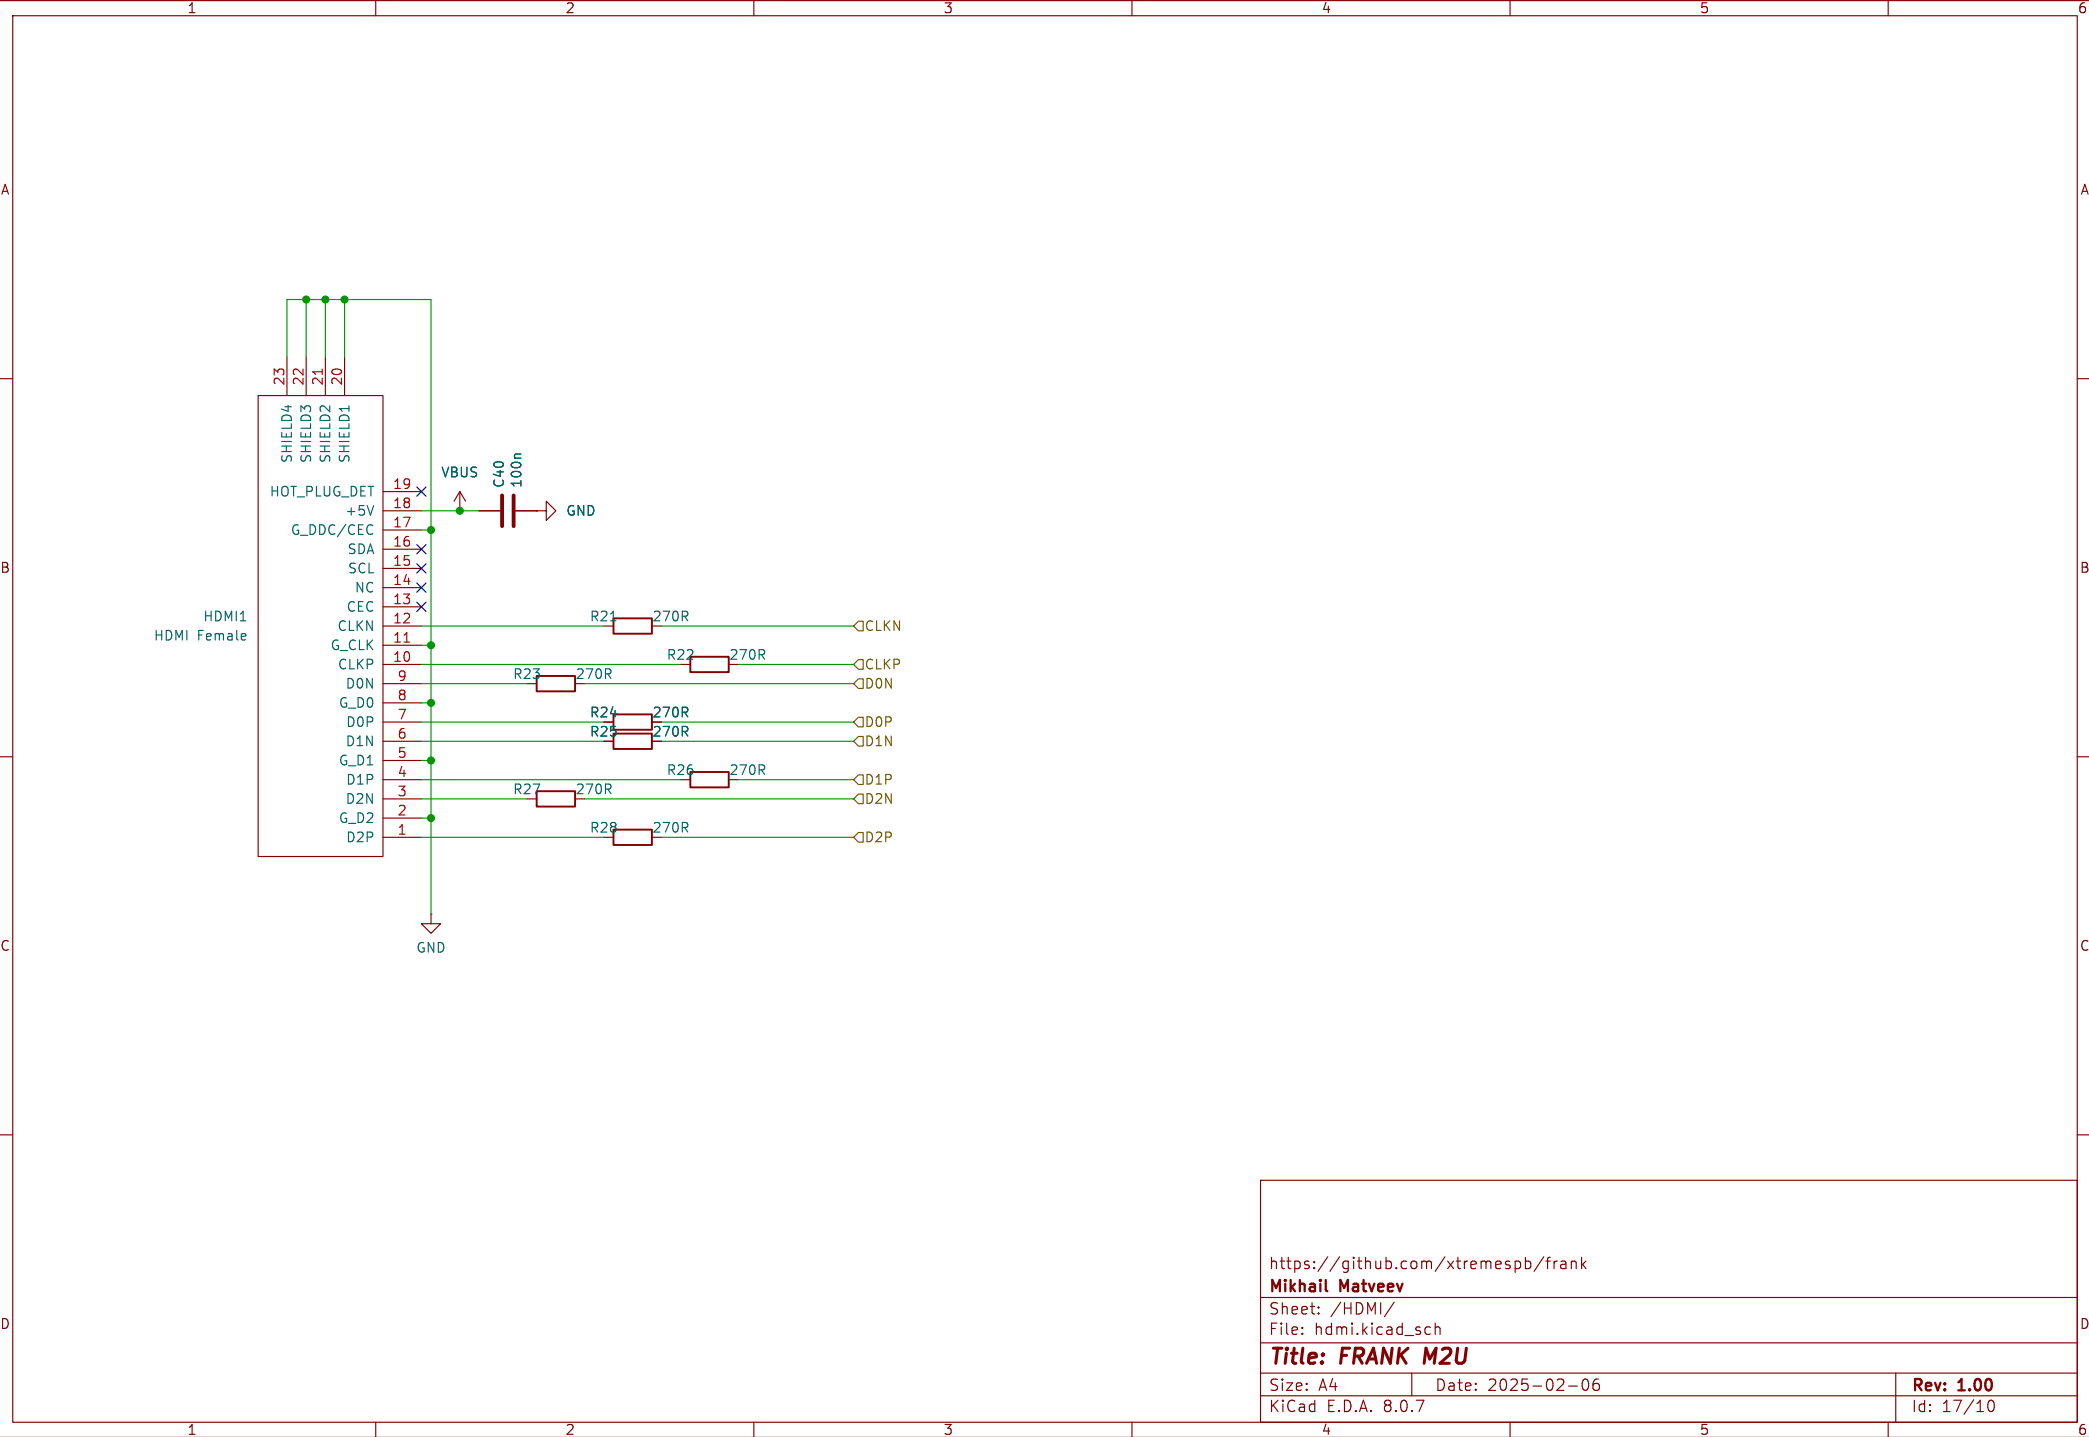 1 2 3 4 5 6
A A
23 22 21 20
SHIELD4 SHIELD3 SHIELD2 SHIELD1
VBUS C40 100n
HOT_PLUG_DET 19
+5V 18 GND
G_DDC/CEC 17
SDA 16
SCL 15
B B
NC 14
CEC 13
HDMI1
HDMI Female
CLKN 12 R21 270R CLKN
G_CLK 11
CLKP 10 R22 270R CLKP
D0N 9 R23 270R D0N
G_D0 8
D0P 7 R24 270R D0P
D1N 6 R25 270R D1N
G_D1 5
D1P 4 R26 270R D1P
D2N 3 R27 270R D2N
G_D2 2
D2P 1 R28 270R D2P
GND
C C
https://github.com/xtremespb/frank
Mikhail Matveev
Sheet: /HDMI/
D D
File: hdmi.kicad_sch
Title: FRANK M2U
Size: A4 Date: 2025-02-06 Rev: 1.00
KiCad E.D.A. 8.0.7 Id: 17/10
1 2 3 4 5 6